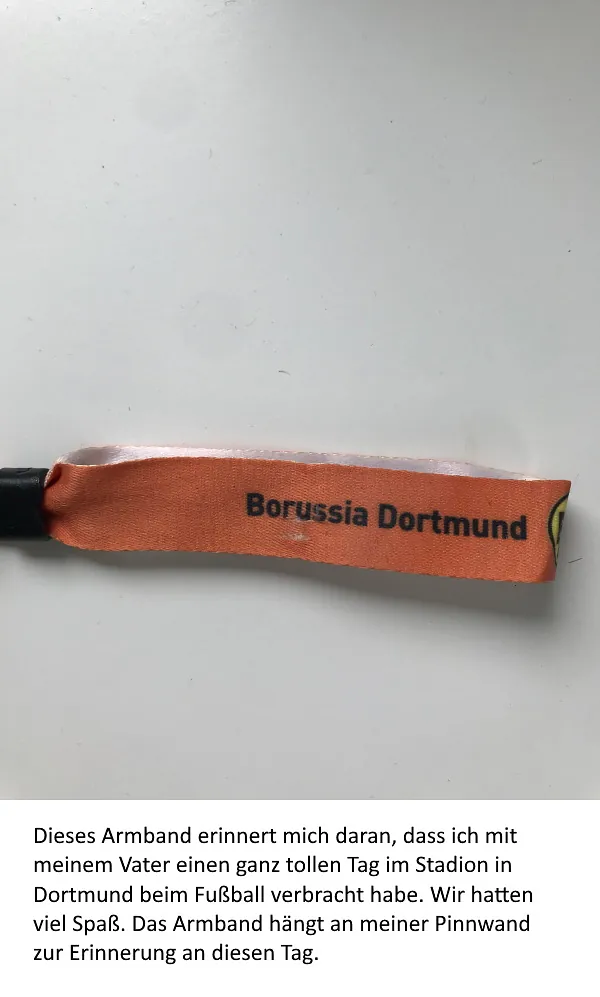 Borussia Dortmund
Dieses Armband erinnert mich daran, dass ich mit
meinem Vater einen ganz tollen Tag im Stadion in
Dortmund beim Fußball verbracht habe. Wir hatten
viel Spaß. Das Armband hängt an meiner Pinnwand
zur Erinnerung an diesen Tag.